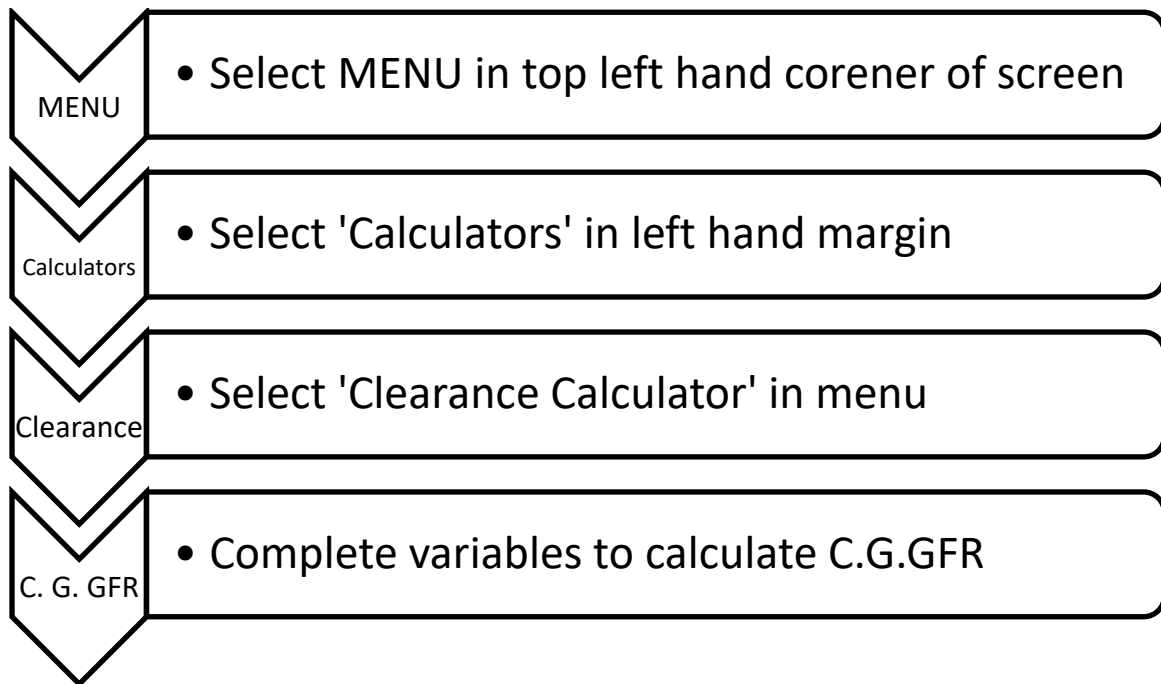 MENU
• Select MENU in top left hand corener of screen
Calculators
• Select 'Calculators' in left hand margin
Clearance
• Select 'Clearance Calculator' in menu
C. G. GFR
• Complete variables to calculate C.G.GFR